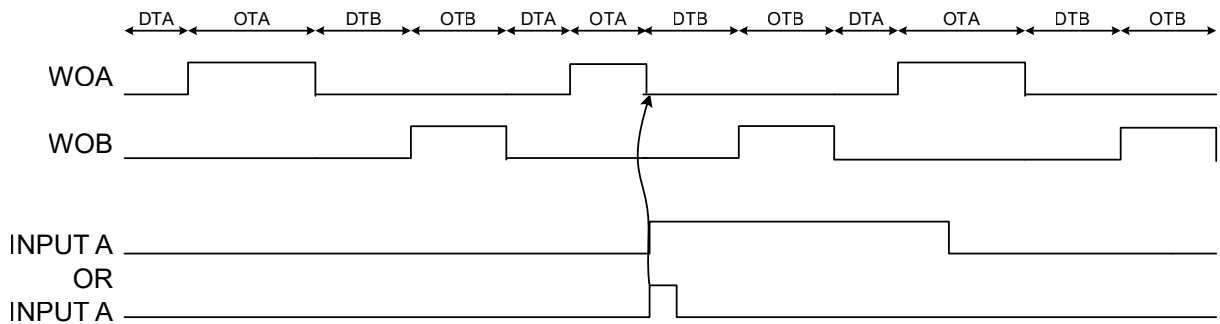 DTA OTA DTB OTB DTA OTA DTB OTB DTA OTA DTB OTB
WOA
WOB
INPUT A
OR
INPUT A